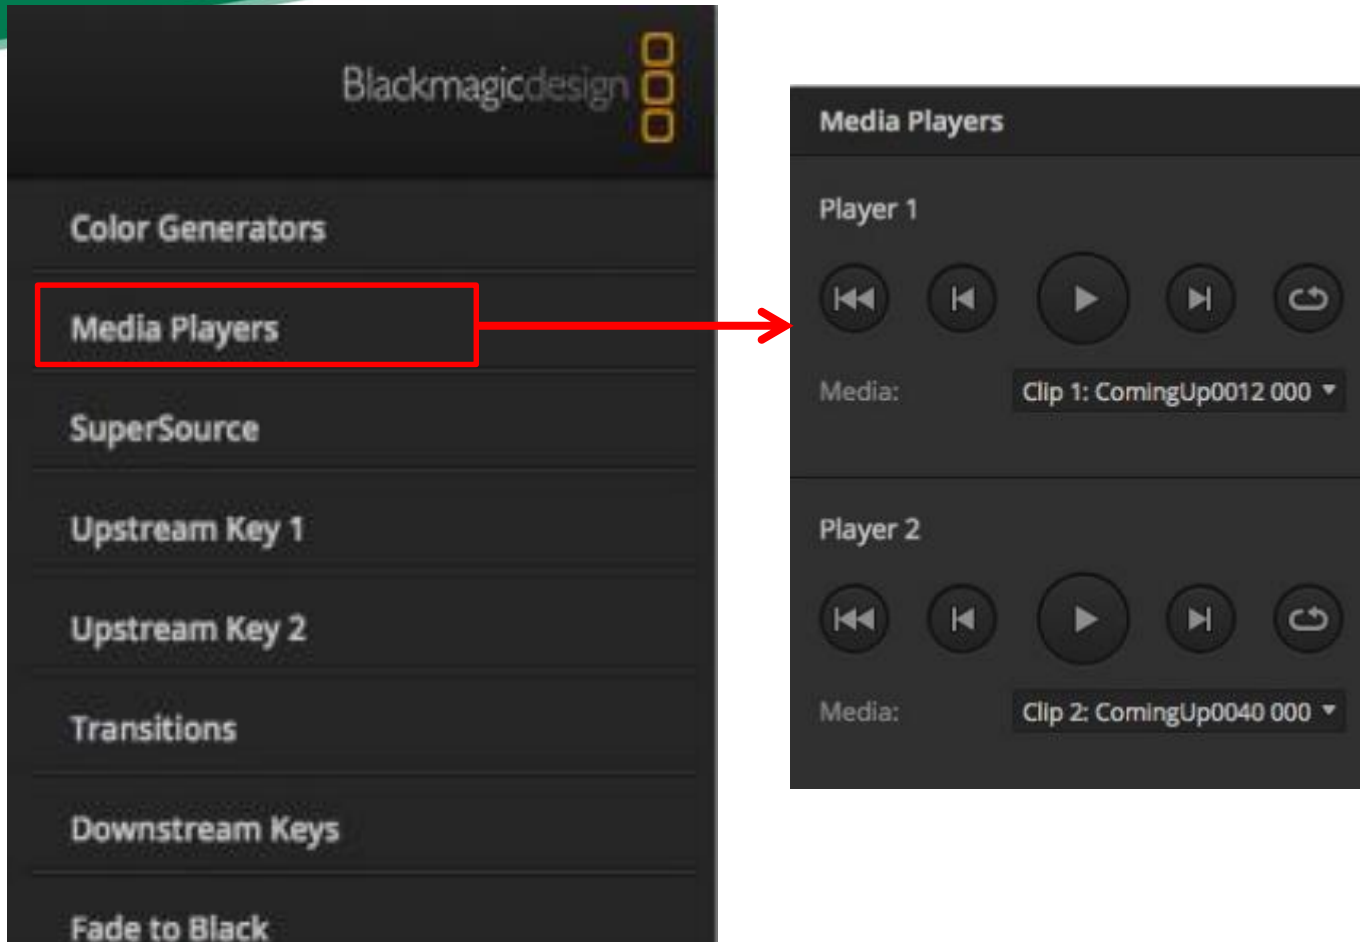 Blackmagicdesign
Color Generators
Media Players
SuperSource
Upstream Key 1
Upstream Key 2
Transitions
Downstream Keys
Fade to Black
Media Players
Player 1
Media: Clip 1: ComingUp0012 000
Player 2
Media: Clip 2: ComingUp0040 000